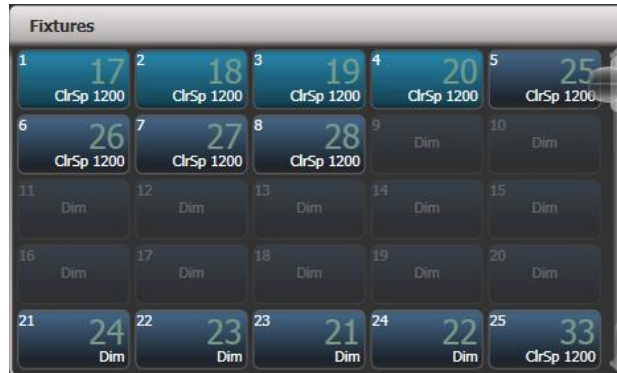 Fixtures
1 17 2 18 3 19 4 20 5 25
ClrSp 1200 ClrSp 1200 ClrSp 1200 ClrSp 1200 ClrSp 1200
6 26 7 27 8 28 9 Dim 10 Dim
ClrSp 1200 ClrSp 1200 ClrSp 1200
11 Dim 12 Dim 13 Dim 14 Dim 15 Dim
16 Dim 17 Dim 18 Dim 19 Dim 20 Dim
21 24 22 23 23 21 24 22 25 33
Dim Dim Dim Dim ClrSp 1200